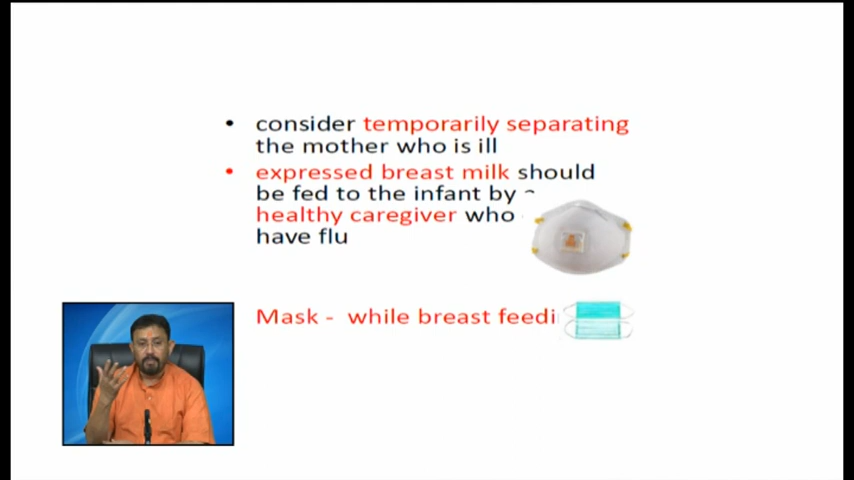 • consider temporarily separating
the mother who is ill
• expressed breast milk should
be fed to the infant by
healthy caregiver who
have flu
Mask - while breast feedi